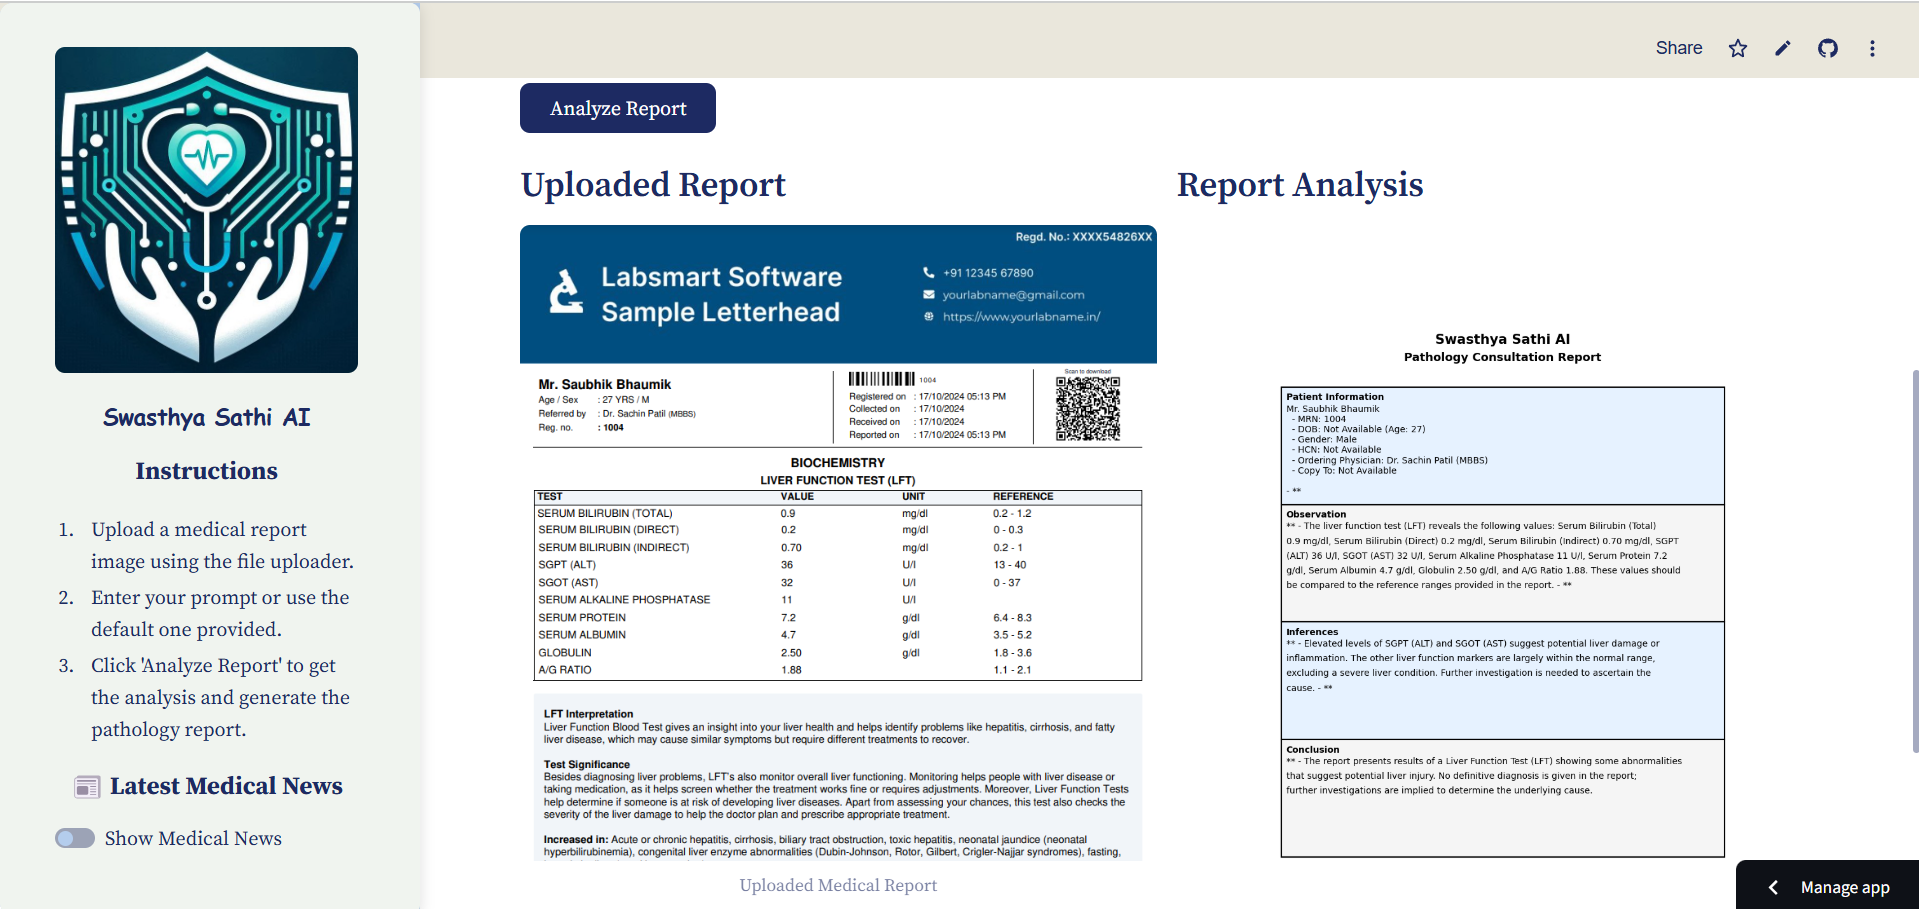 Share
Swasthya Sathi AI
Instructions
1. Upload a medical report
image using the file uploader.
2. Enter your prompt or use the
default one provided.
3. Click 'Analyze Report' to get
the analysis and generate the
pathology report.
Latest Medical News
Show Medical News
Analyze Report
Uploaded Report
Regd. No.: XXXX54826XX
Labsmart Software
Sample Letterhead
+91 12345 67890
yourlabname@gmail.com
https://www.yourlabname.in/
Mr. Saubhik Bhaumik
Age / Sex : 27 YRS / M
Referred by : Dr. Sachin Patil (MBBS)
Reg. no. : 1004
1004
Registered on : 17/10/2024 05:13 PM
Collected on : 17/10/2024
Received on : 17/10/2024
Reported on : 17/10/2024 05:13 PM
Scan to download
BIOCHEMISTRY
LIVER FUNCTION TEST (LFT)
TEST VALUE UNIT REFERENCE
SERUM BILIRUBIN (TOTAL) 0.9 mg/dl 0.2 - 1.2
SERUM BILIRUBIN (DIRECT) 0.2 mg/dl 0 - 0.3
SERUM BILIRUBIN (INDIRECT) 0.70 mg/dl 0.2 - 1
SGPT (ALT) 36 U/l 13 - 40
SGOT (AST) 32 U/l 0 - 37
SERUM ALKALINE PHOSPHATASE 11 U/l
SERUM PROTEIN 7.2 g/dl 6.4 - 8.3
SERUM ALBUMIN 4.7 g/dl 3.5 - 5.2
GLOBULIN 2.50 g/dl 1.8 - 3.6
A/G RATIO 1.88 1.1 - 2.1
LFT Interpretation
Liver Function Blood Test gives an insight into your liver health and helps identify problems like hepatitis, cirrhosis, and fatty
liver disease, which may cause similar symptoms but require different treatments to recover.
Test Significance
Besides diagnosing liver problems, LFT's also monitor overall liver functioning. Monitoring helps people with liver disease or
taking medication, as it helps screen whether the treatment works fine or requires adjustments. Moreover, Liver Function Tests
help determine if someone is at risk of developing liver diseases. Apart from assessing your chances, this test also checks the
severity of the liver damage to help the doctor plan and prescribe appropriate treatment.
Increased in: Acute or chronic hepatitis, cirrhosis, biliary tract obstruction, toxic hepatitis, neonatal jaundice (neonatal
hyperbilirubinemia), congenital liver enzyme abnormalities (Dubin-Johnson, Rotor, Gilbert, Crigler-Najjar syndromes), fasting,
Uploaded Medical Report
Report Analysis
Swasthya Sathi AI
Pathology Consultation Report
Patient Information
Mr. Saubhik Bhaumik
- MRN: 1004
- DOB: Not Available (Age: 27)
- Gender: Male
- HCN: Not Available
- Ordering Physician: Dr. Sachin Patil (MBBS)
- Copy To: Not Available
- **
Observation
** - The liver function test (LFT) reveals the following values: Serum Bilirubin (Total)
0.9 mg/dl, Serum Bilirubin (Direct) 0.2 mg/dl, Serum Bilirubin (Indirect) 0.70 mg/dl, SGPT
(ALT) 36 U/l, SGOT (AST) 32 U/l, Serum Alkaline Phosphatase 11 U/l, Serum Protein 7.2
g/dl, Serum Albumin 4.7 g/dl, Globulin 2.50 g/dl, and A/G Ratio 1.88. These values should
be compared to the reference ranges provided in the report. - **
Inferences
** - Elevated levels of SGPT (ALT) and SGOT (AST) suggest potential liver damage or
inflammation. The other liver function markers are largely within the normal range,
excluding a severe liver condition. Further investigation is needed to ascertain the
cause. - **
Conclusion
** - The report presents results of a Liver Function Test (LFT) showing some abnormalities
that suggest potential liver injury. No definitive diagnosis is given in the report;
further investigations are implied to determine the underlying cause.
Manage app